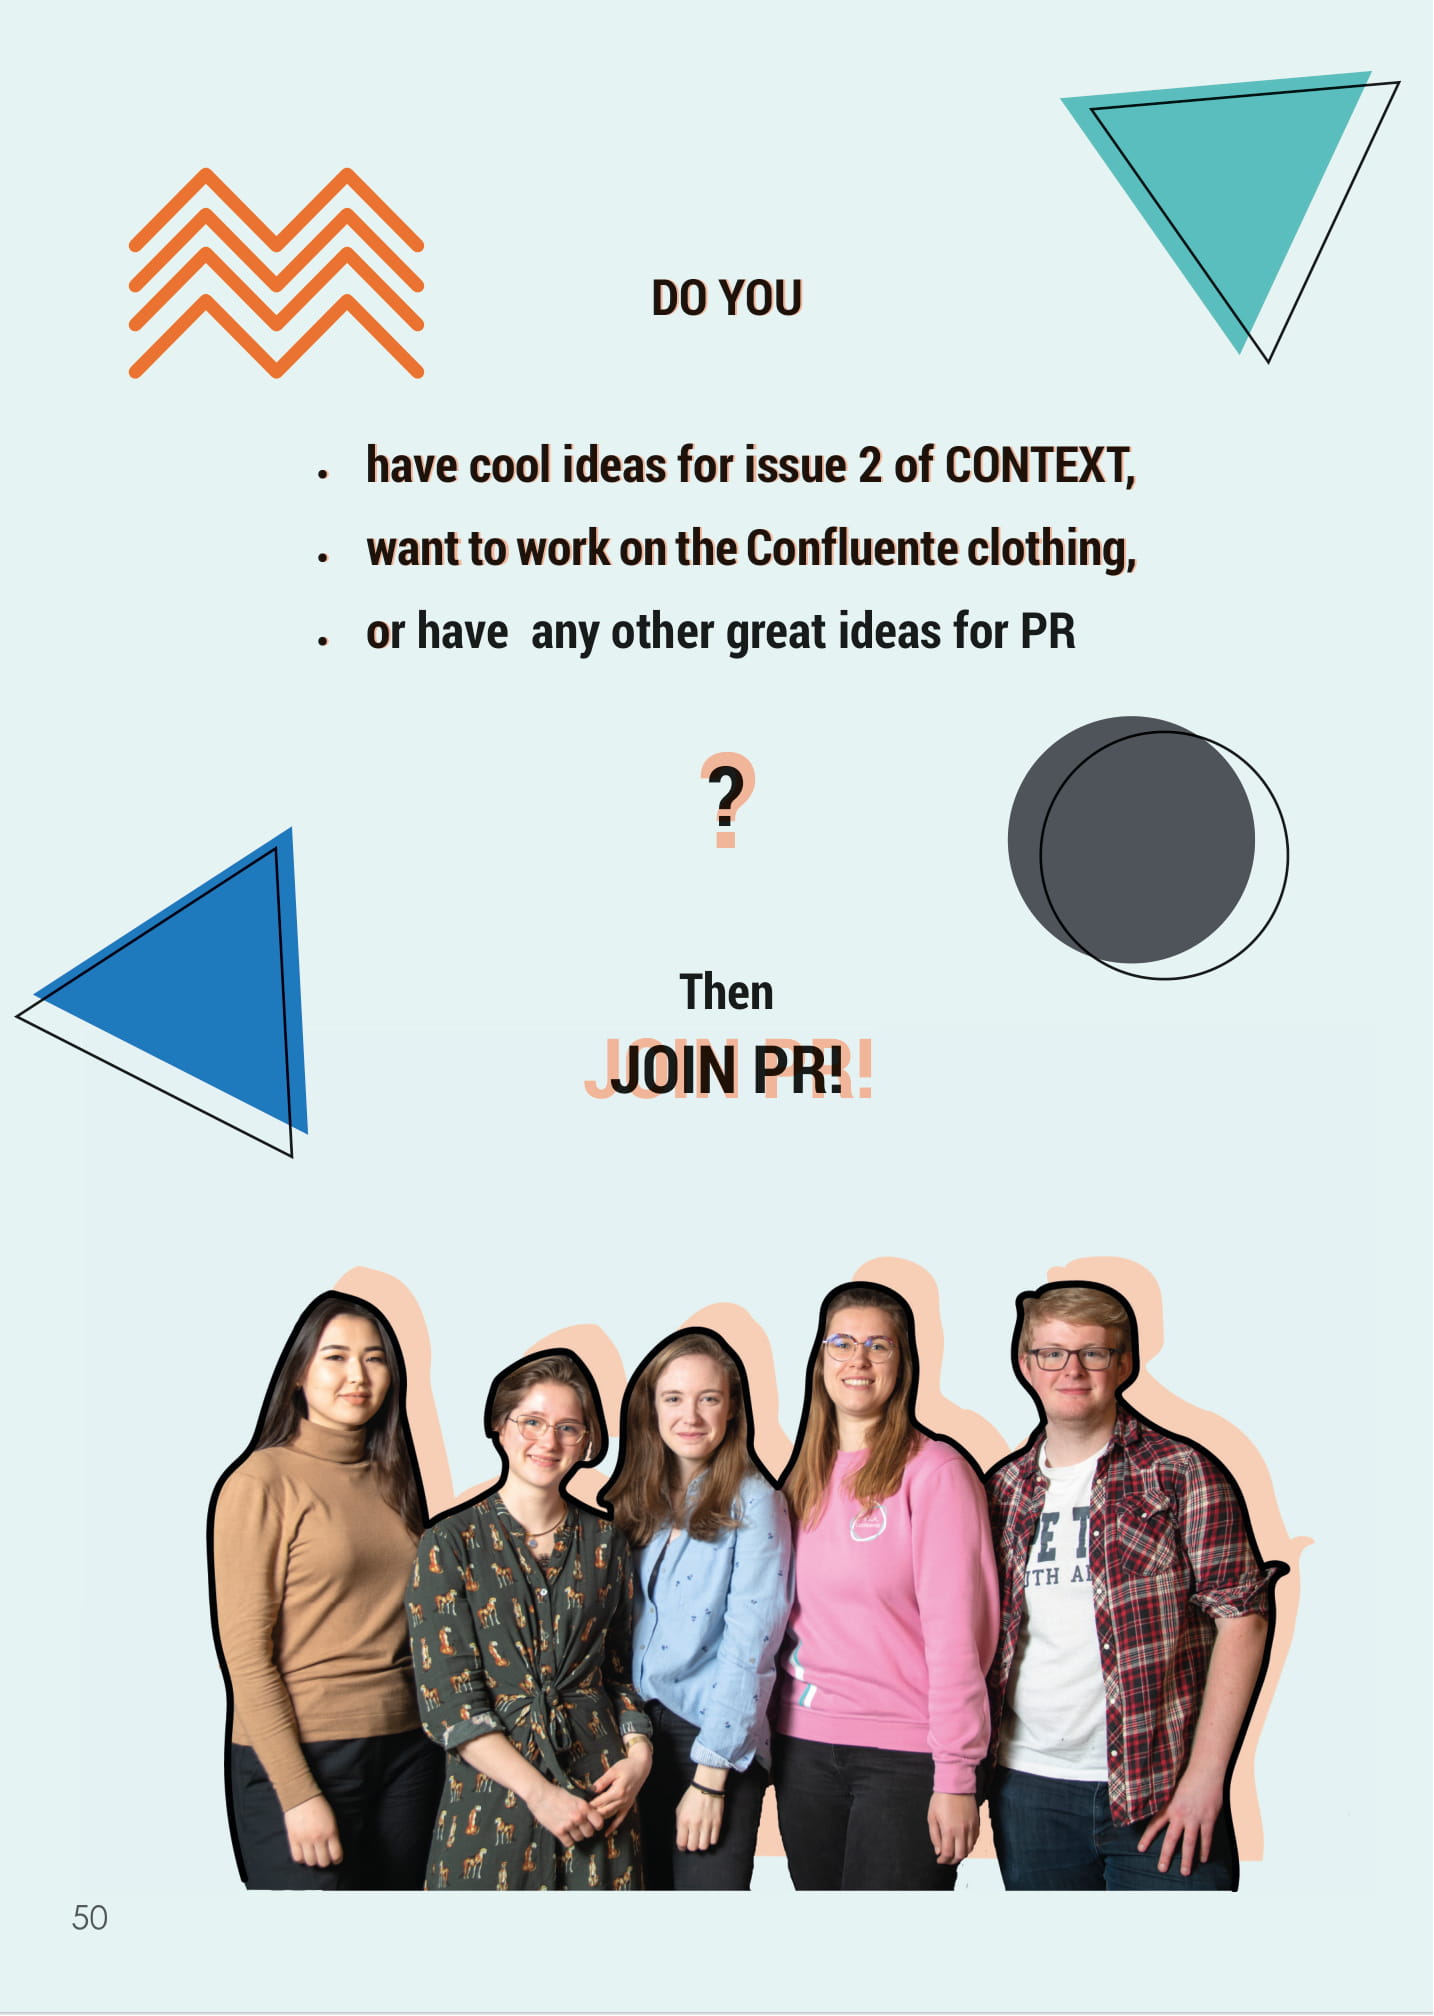 DO YOU
• have cool ideas for issue 2 of CONTEXT,
• want to work on the Confluente clothing,
• or have any other great ideas for PR
?
Then
JOIN PR!
E T
UTH A
50